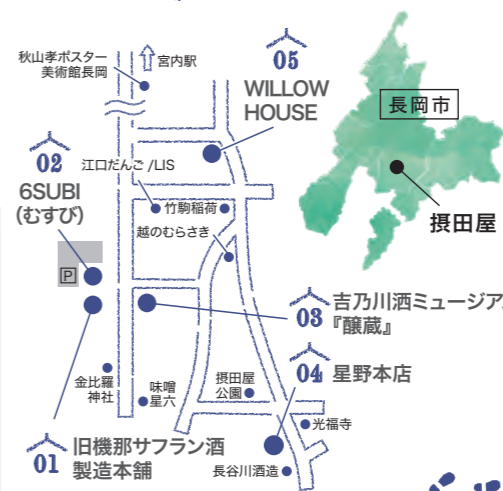 秋山孝ポスター
美術館長岡
宮内駅
05
WILLOW
HOUSE
長岡市
摂田屋
02
6SUBI
(むすび)
江口だんご /LIS
竹駒稲荷
越のむらさき
P
03 吉乃川酒ミュージアム
『醸蔵』
04 星野本店
金比羅
神社
味噌
星六
摂田屋
公園
光福寺
01 旧機那サフラン酒
製造本舗
長谷川酒造